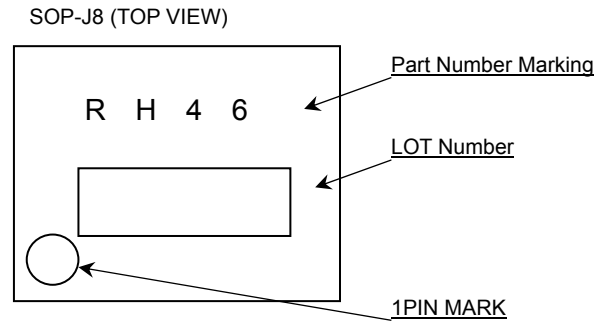 SOP-J8 (TOP VIEW)
Part Number Marking
R H 4 6
LOT Number
1PIN MARK